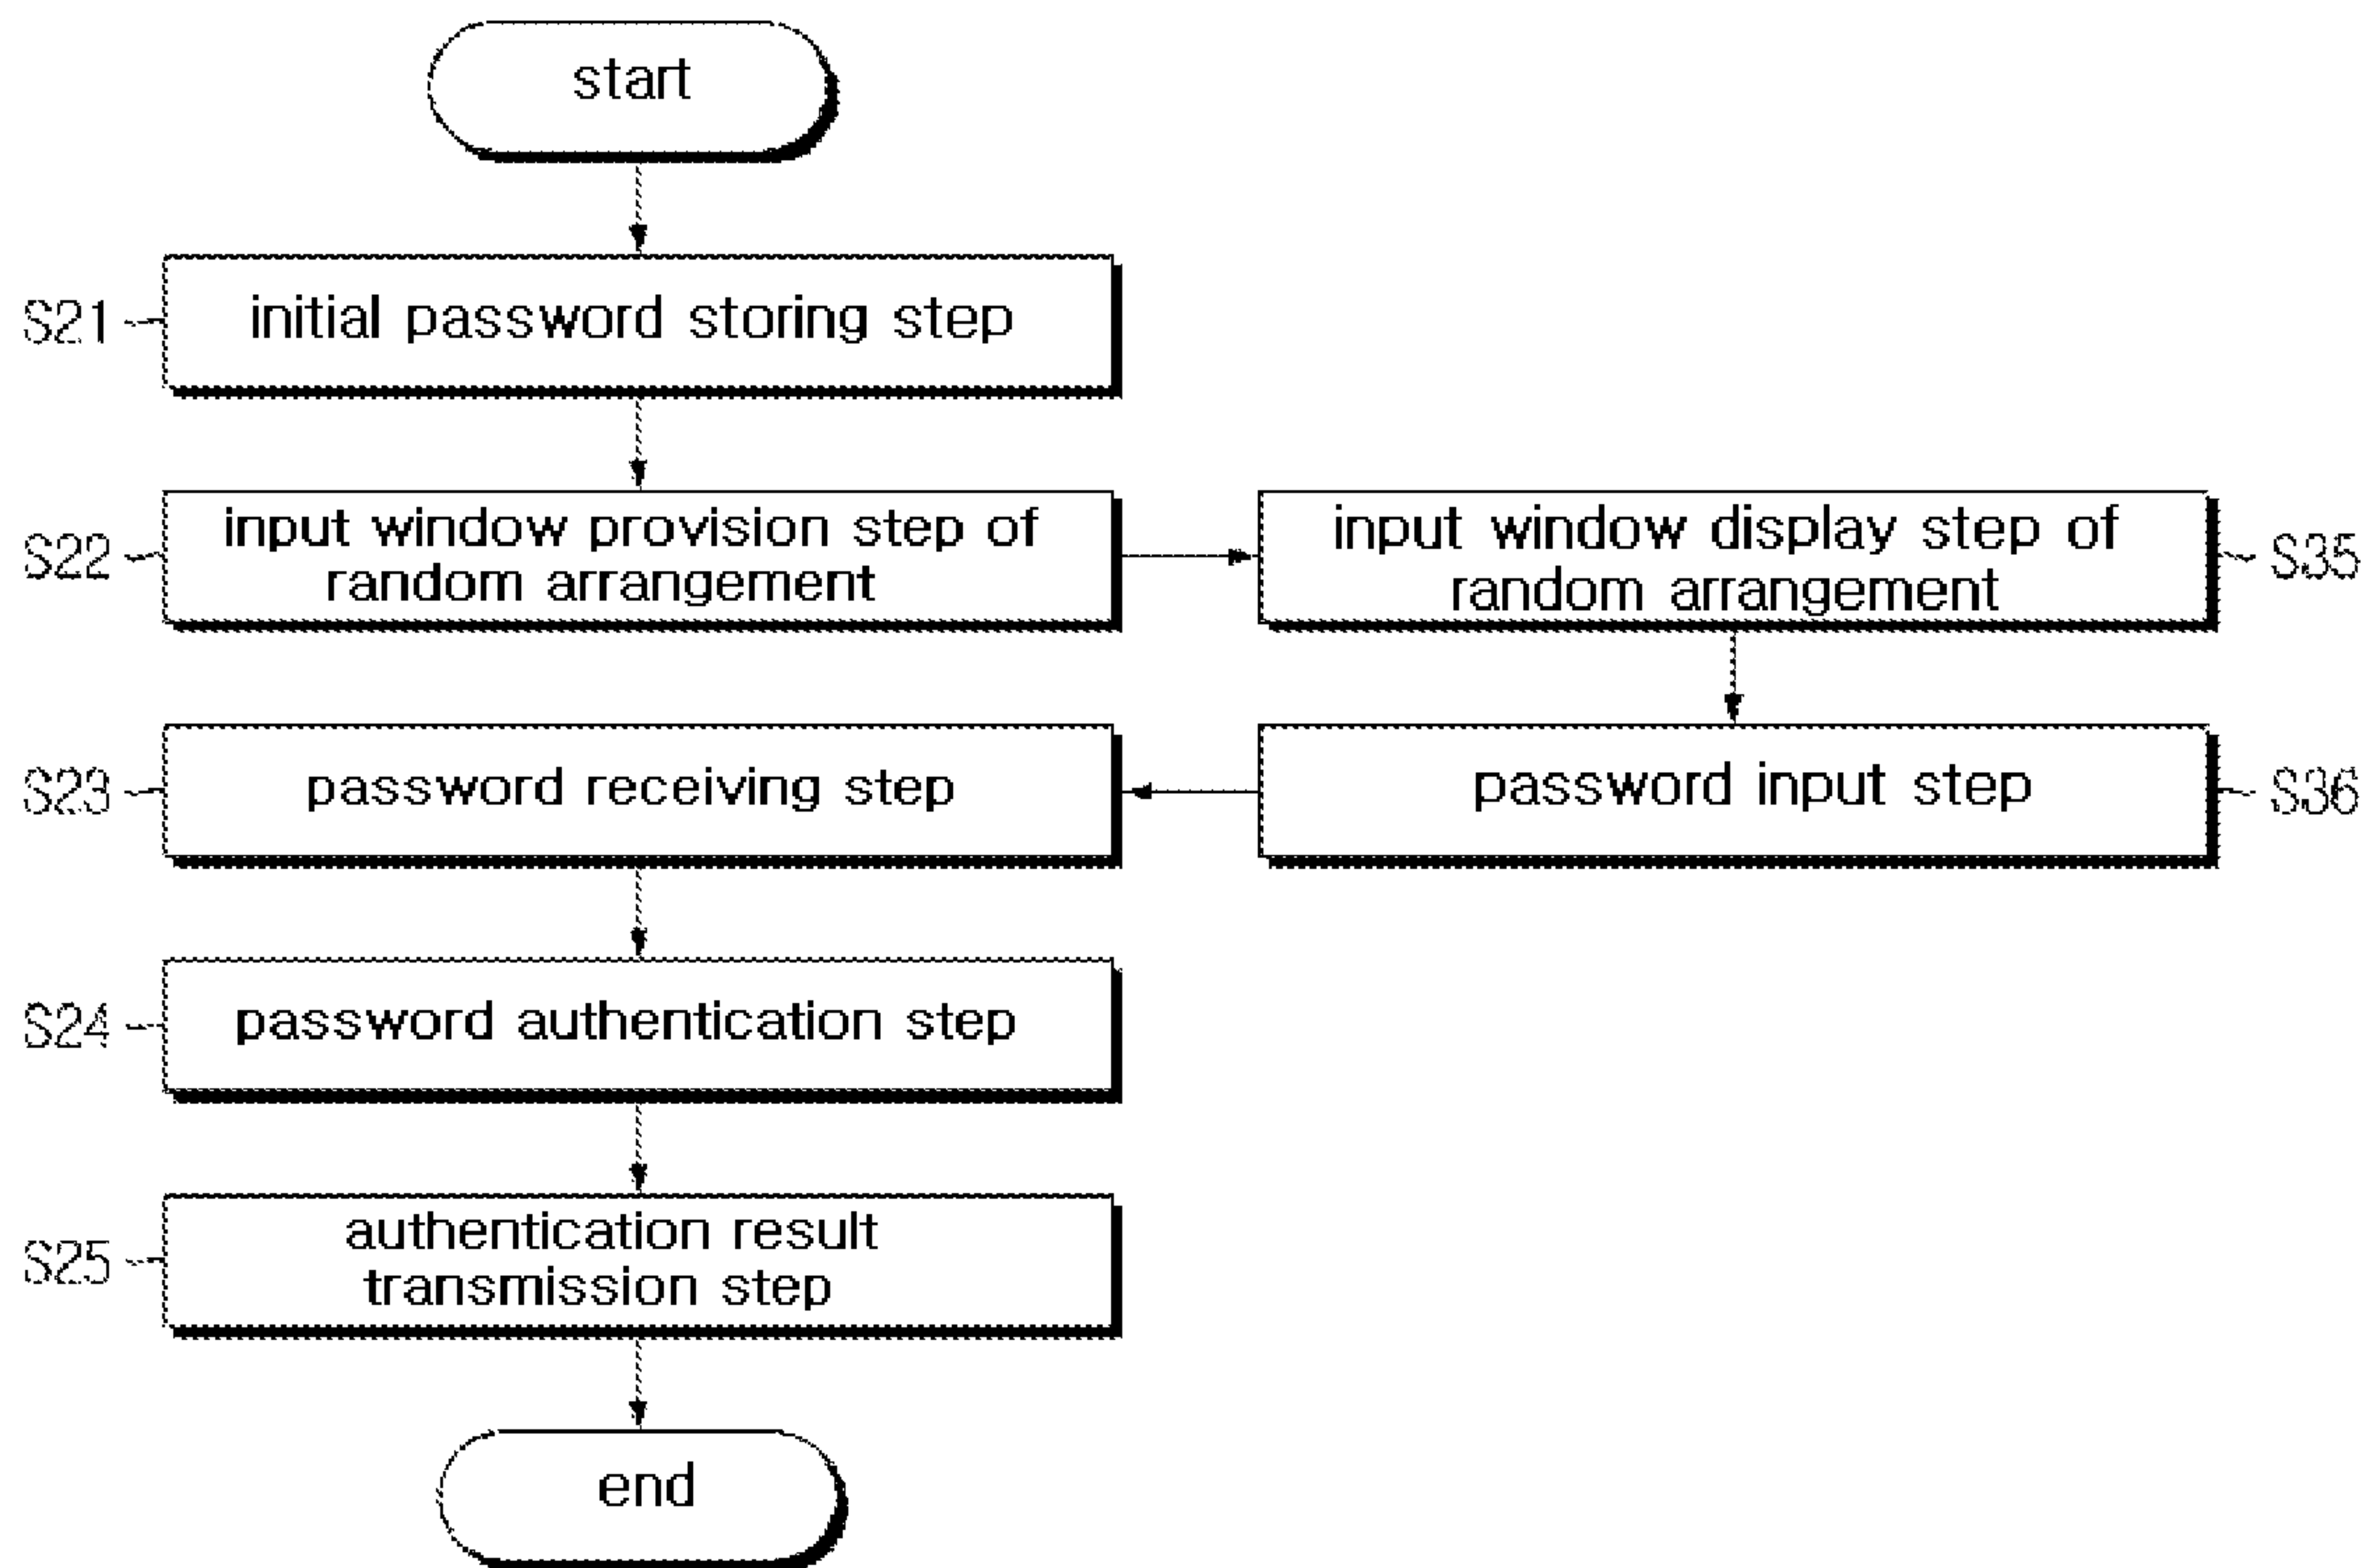 start
S21
initial password storing step
S22
input window provision step of
random arrangement
input window display step of
random arrangement
S35
S23
password receiving step
password input step
S36
S24
password authentication step
S25
authentication result
transmission step
end